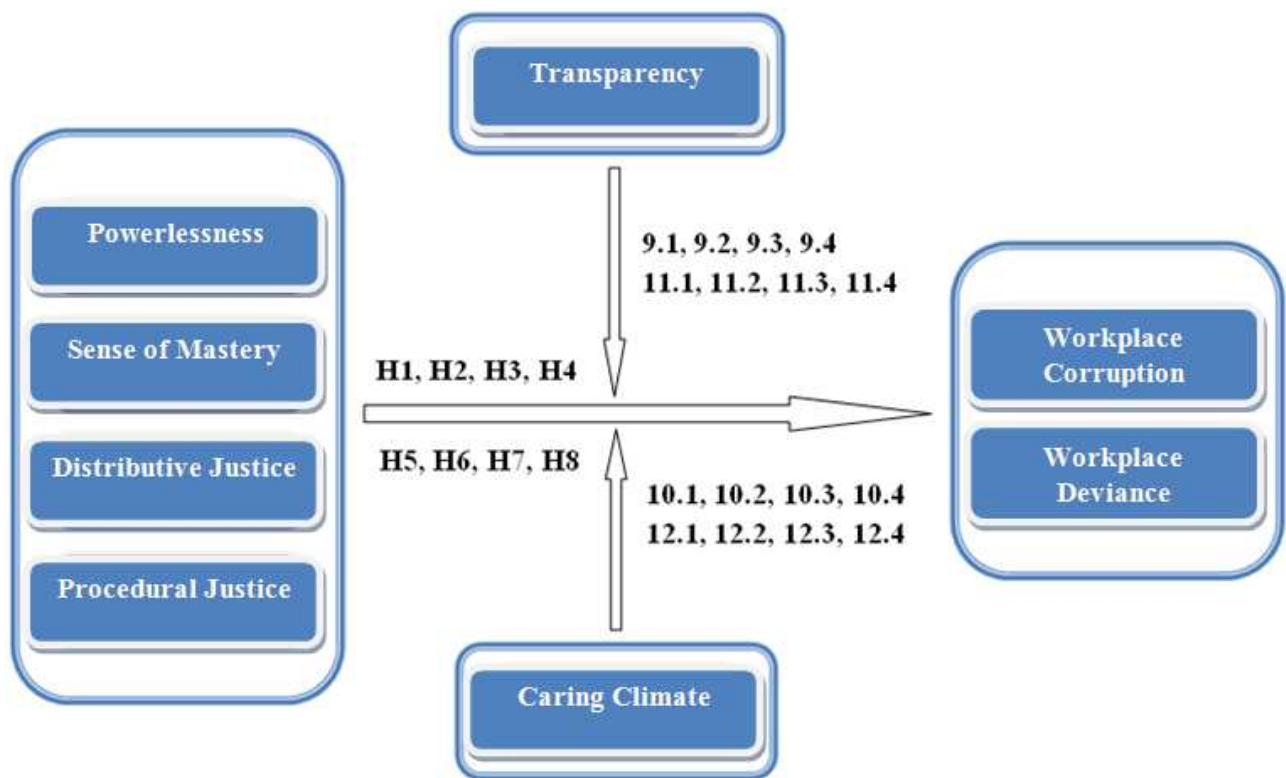 Transparency
Powerlessness
Sense of Mastery
Distributive Justice
Procedural Justice
9.1, 9.2, 9.3, 9.4
11.1, 11.2, 11.3, 11.4
H1, H2, H3, H4
H5, H6, H7, H8
10.1, 10.2, 10.3, 10.4
12.1, 12.2, 12.3, 12.4
Workplace
Corruption
Workplace
Deviance
Caring Climate